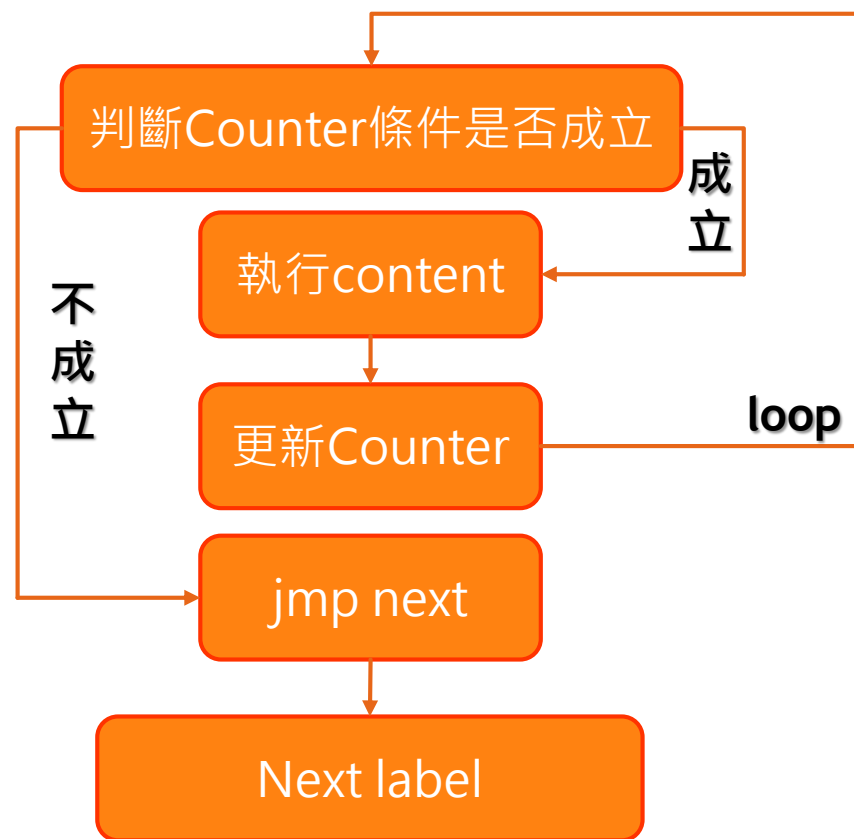 判斷Counter條件是否成立
成立
執行content
不成立
更新Counter
loop
jmp next
Next label